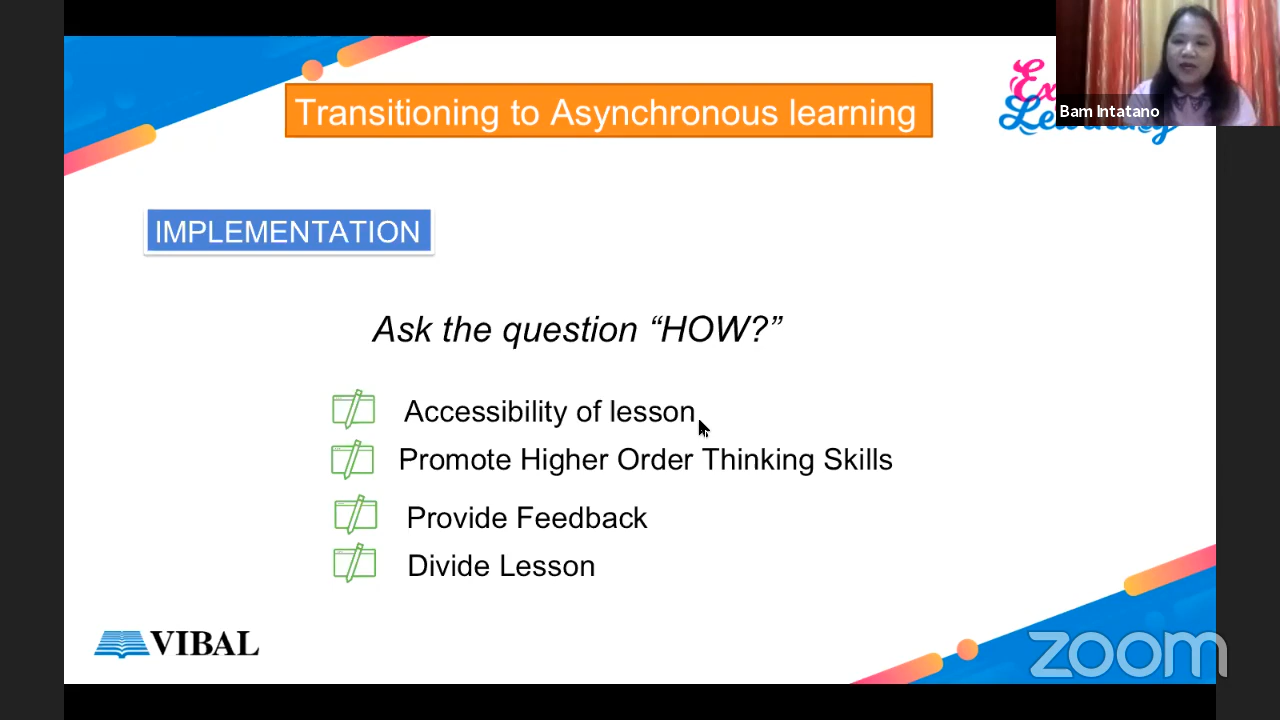 Transitioning to Asynchronous learning
Bam Intatano
IMPLEMENTATION
Ask the question “HOW?”
Accessibility of lesson
Promote Higher Order Thinking Skills
Provide Feedback
Divide Lesson
VIBAL
zoom